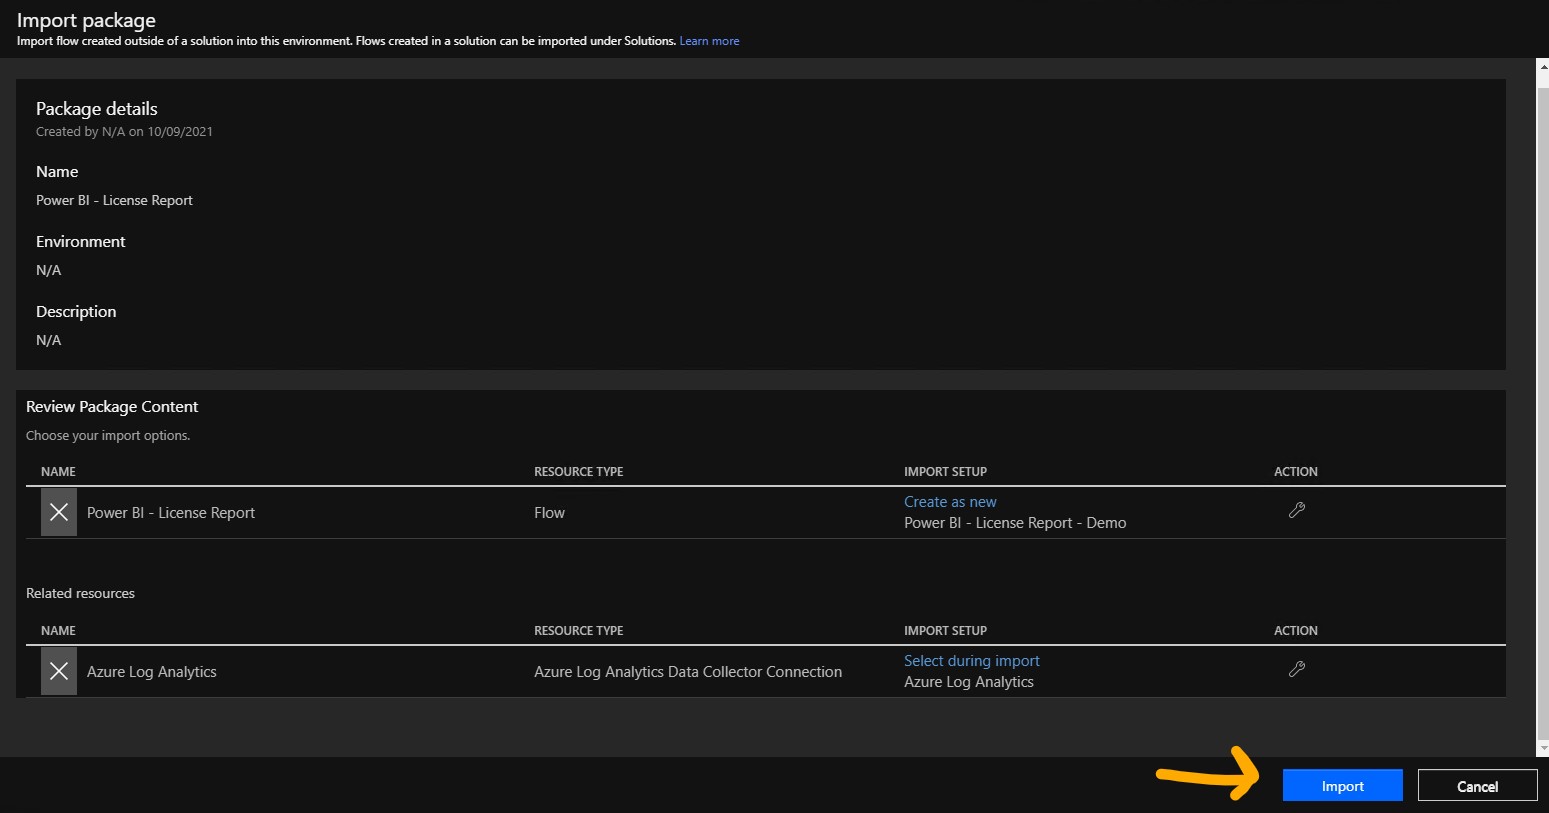 Import package
Import flow created outside of a solution into this environment. Flows created in a solution can be imported under Solutions. Learn more
Package details
Created by N/A on 10/09/2021
Name
Power BI - License Report
Environment
N/A
Description
N/A
Review Package Content
Choose your import options.
NAME RESOURCE TYPE IMPORT SETUP ACTION
Power BI - License Report Flow Create as new
Power BI - License Report - Demo
Related resources
NAME RESOURCE TYPE IMPORT SETUP ACTION
Azure Log Analytics Azure Log Analytics Data Collector Connection Select during import
Azure Log Analytics
Import Cancel